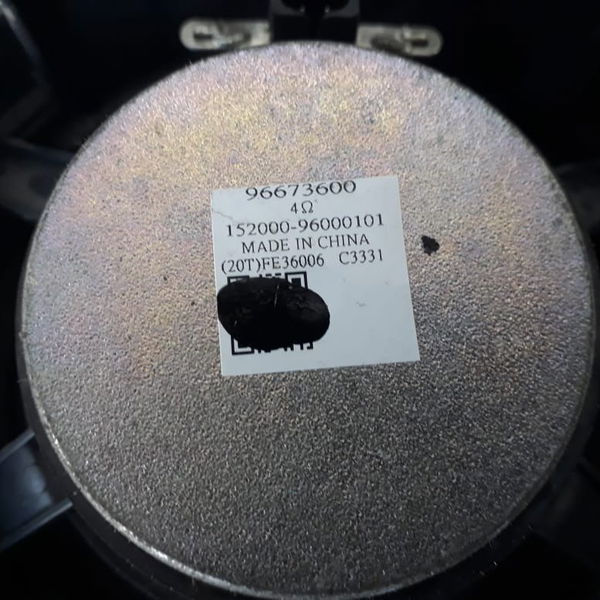 96673600
4Ω
152000-96000101
MADE IN CHINA
(20T)FE36006 C3331